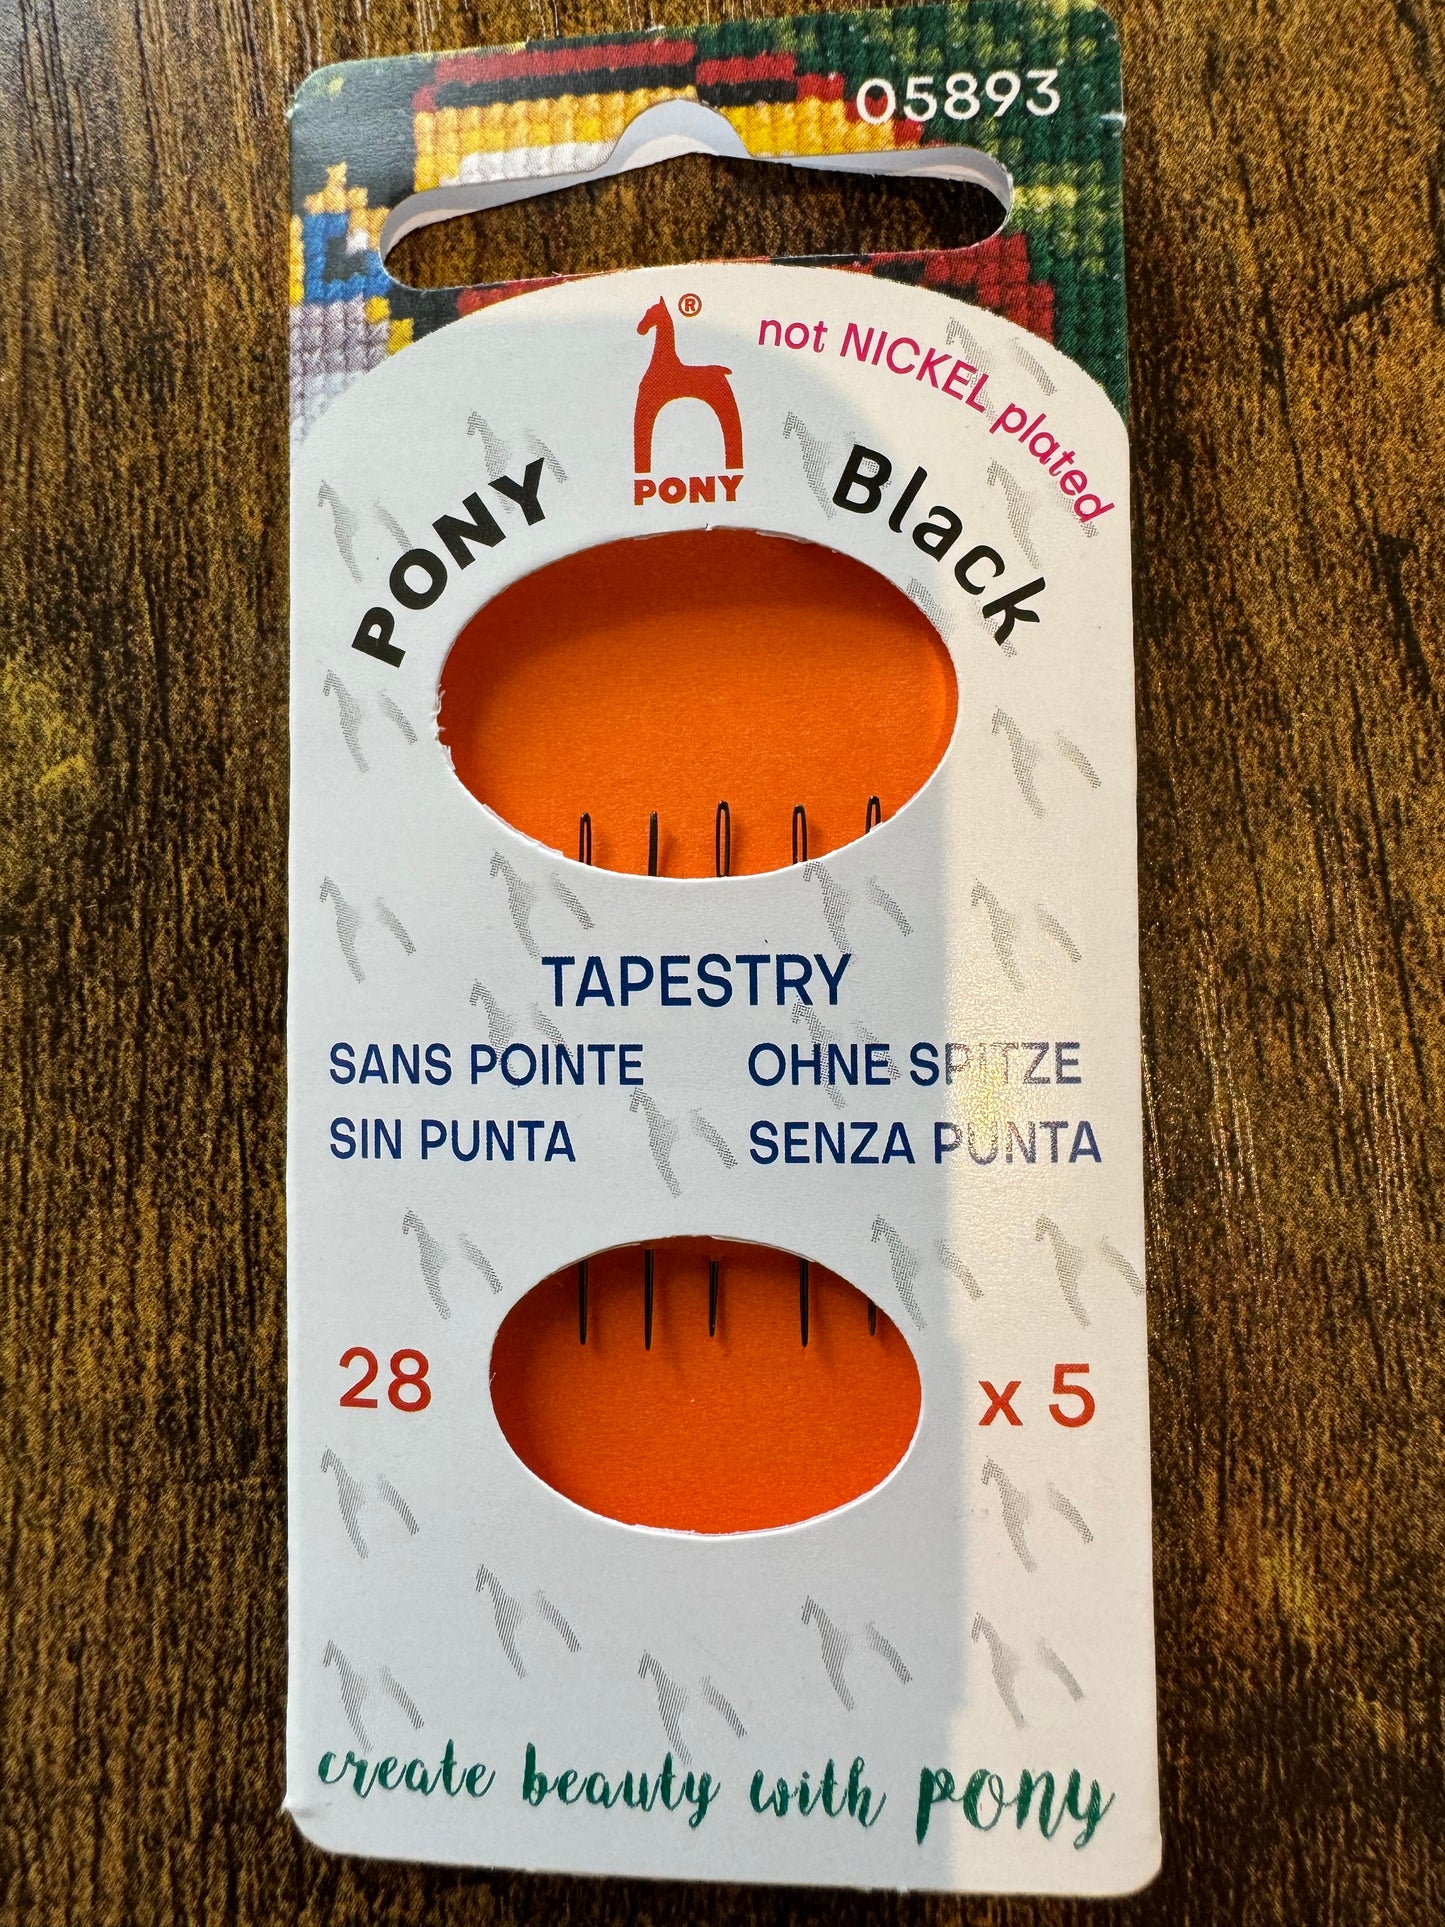 05893
®
PONY
not NICKEL plated
PONY Black
TAPESTRY
SANS POINTE OHNE SPITZE
SIN PUNTA SENZA PUNTA
28 x 5
create beauty with pony